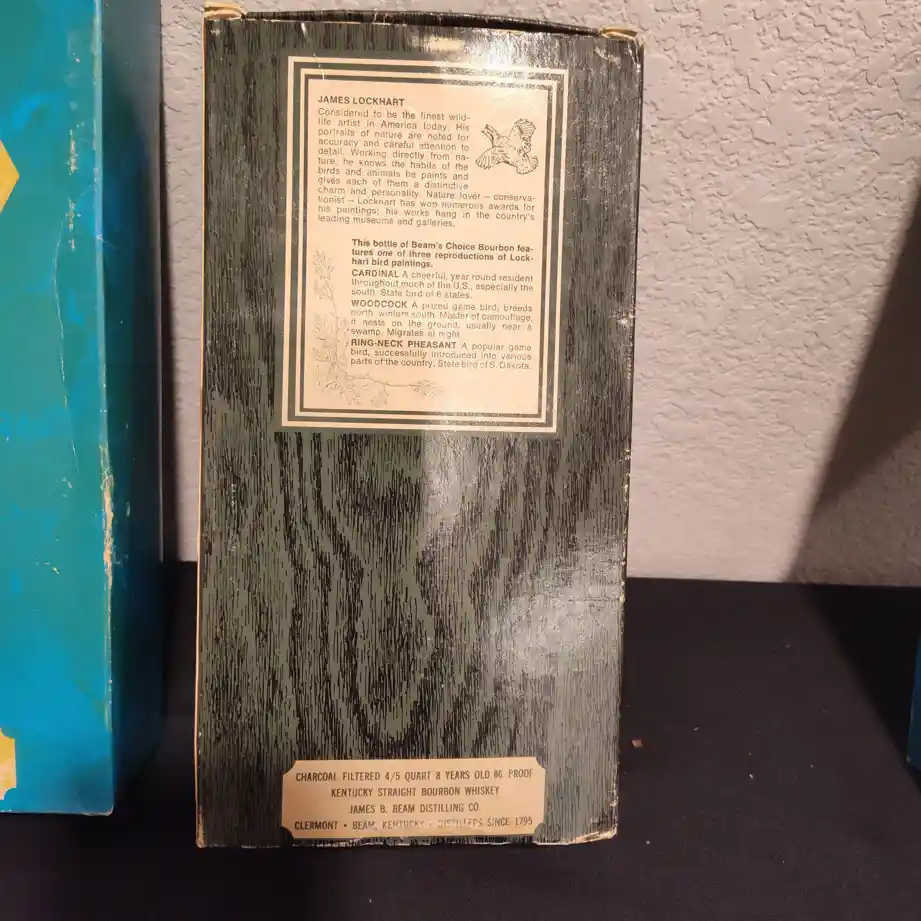 JAMES LOCKHART
Considered to be the finest wild-
life artist in America today. His
portraits of nature are noted for
accuracy and careful attention to
detail. Working directly from na-
ture, he knows the habits of the
birds and animals he paints and
gives each of them a distinctive
charm and personality. Nature lover – conserva-
tionist – Lockhart has won numerous awards for
his paintings; his works hang in the country's
leading museums and galleries.
This bottle of Beam's Choice Bourbon fea-
tures one of three reproductions of Lock-
hart bird paintings.
CARDINAL A cheerful, year round resident
throughout much of the U.S., especially the
south. State bird of 6 states.
WOODCOCK A prized game bird, breeds
north, winters south. Master of camouflage,
it nests on the ground, usually near a
swamp. Migrates at night.
RING-NECK PHEASANT A popular game
bird, successfully introduced into various
parts of the country. State bird of S. Dakota.
CHARCOAL FILTERED 4/5 QUART 8 YEARS OLD 86 PROOF
KENTUCKY STRAIGHT BOURBON WHISKEY
JAMES B. BEAM DISTILLING CO.
CLERMONT • BEAM, KENTUCKY • DISTILLERS SINCE 1795